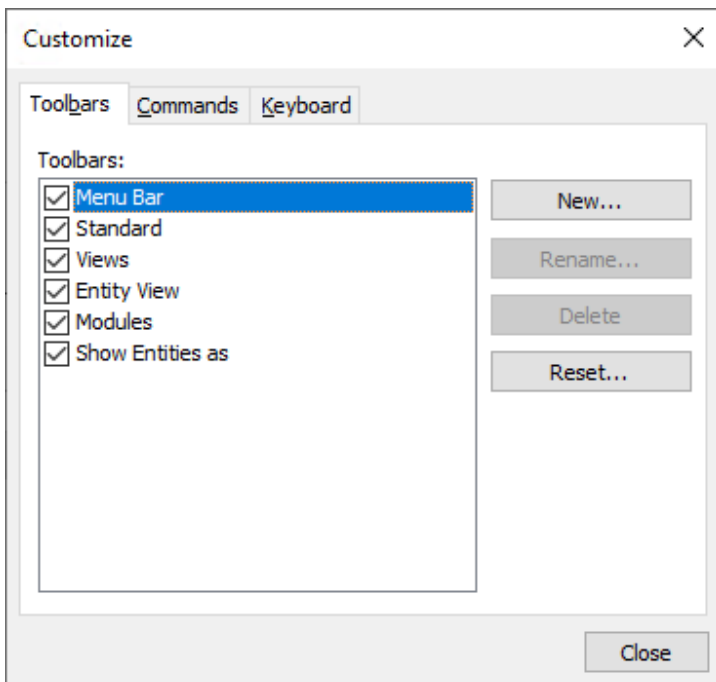 Customize
Toolbars Commands Keyboard
Toolbars:
Menu Bar
Standard
Views
Entity View
Modules
Show Entities as
New...
Rename...
Delete
Reset...
Close